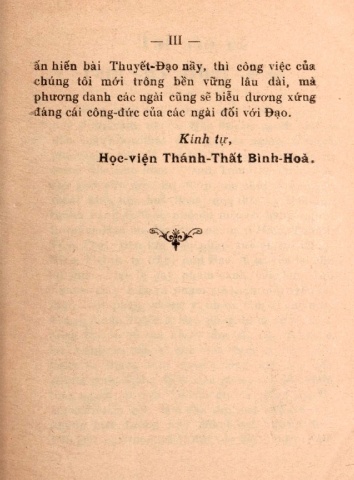 — III —
ấn hiến bài Thuyết-Đạo nầy, thì công việc của
chúng tôi mới trông bền vững lâu dài, mà
phương danh các ngài cũng sẽ biễu dương xứng
đáng cái công-đức của các ngài đối với Đạo.
Kinh tự,
Học-viện Thánh-Thất Bình-Hoà.